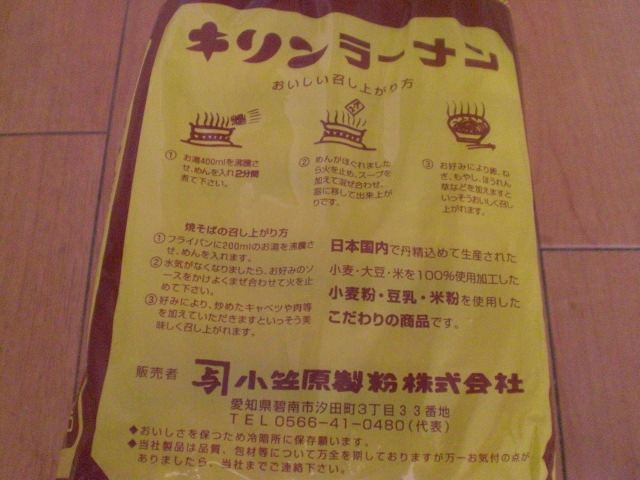 キリンラーメン
おいしい召し上がり方
① お湯400mlを沸騰さ
せ、めんを入れ2分間
煮て下さい。
② めんがほぐれました
ら火を止め、スープを
加えて混ぜ合わせ、
器に移して出来上が
りです。
③ お好みにより卵、ね
ぎ、もやし、ほうれん
草などを加えますと
いっそうおいしく召し
上がれます。
焼そばの召し上がり方
①フライパンに200mlのお湯を沸騰さ
せ、めんを入れます。
②水気がなくなりましたら、お好みのソ
ースをかけよくまぜ合わせて火を止
めて下さい。
③好みにより、炒めたキャベツや肉等
を加えていただきますといっそう美
味しく召し上がれます。
日本国内で丹精込めて生産された
小麦・大豆・米を100%使用加工した
小麦粉・豆乳・米粉を使用した
こだわりの商品です。
販売者 小笠原製粉株式会社
愛知県碧南市汐田町3丁目33番地
TEL0566-41-0480(代表)
◆おいしさを保つため冷暗所に保存願います。
◆当社製品は品質、包材等について万全を期しておりますが万一お気付の点が
ありましたら、当社までご連絡下さい。